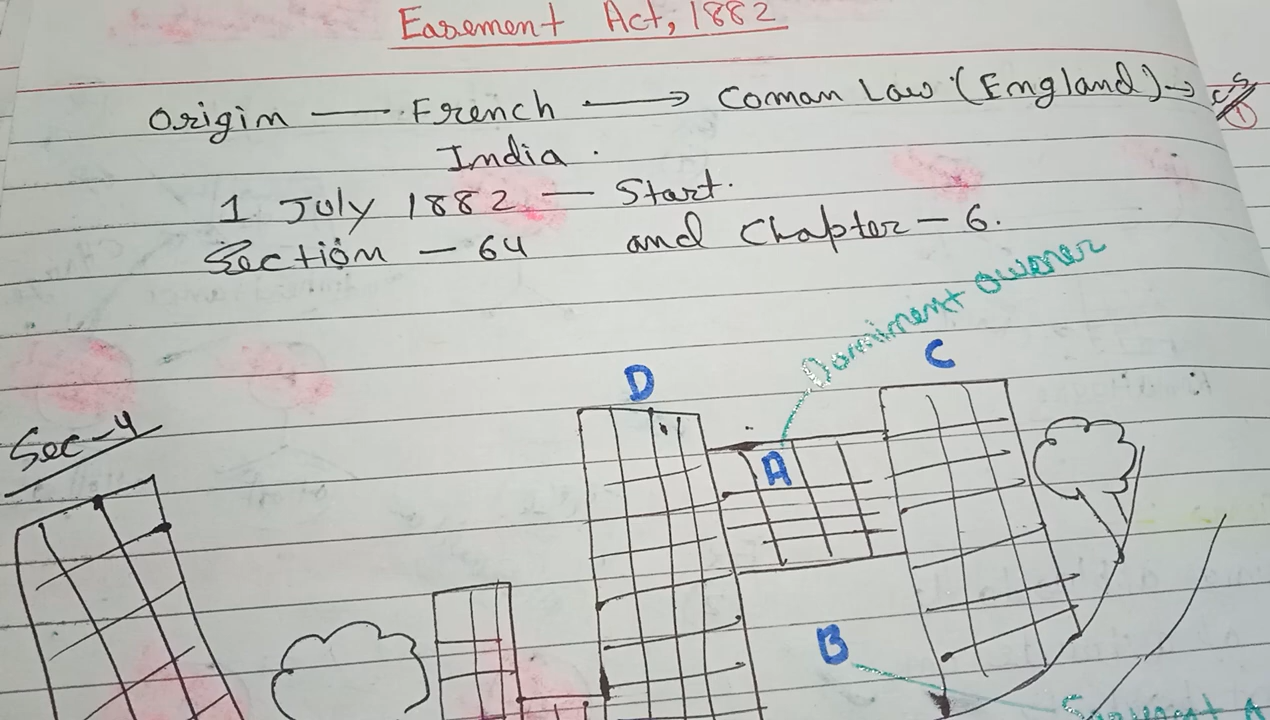 Easement Act, 1882
Origin — French → Coman Law (England) →
India.
1 July 1882 — Start.
Section — 64 and Chapter — 6.
Dominent owner
Sec-4
D
C
A
B